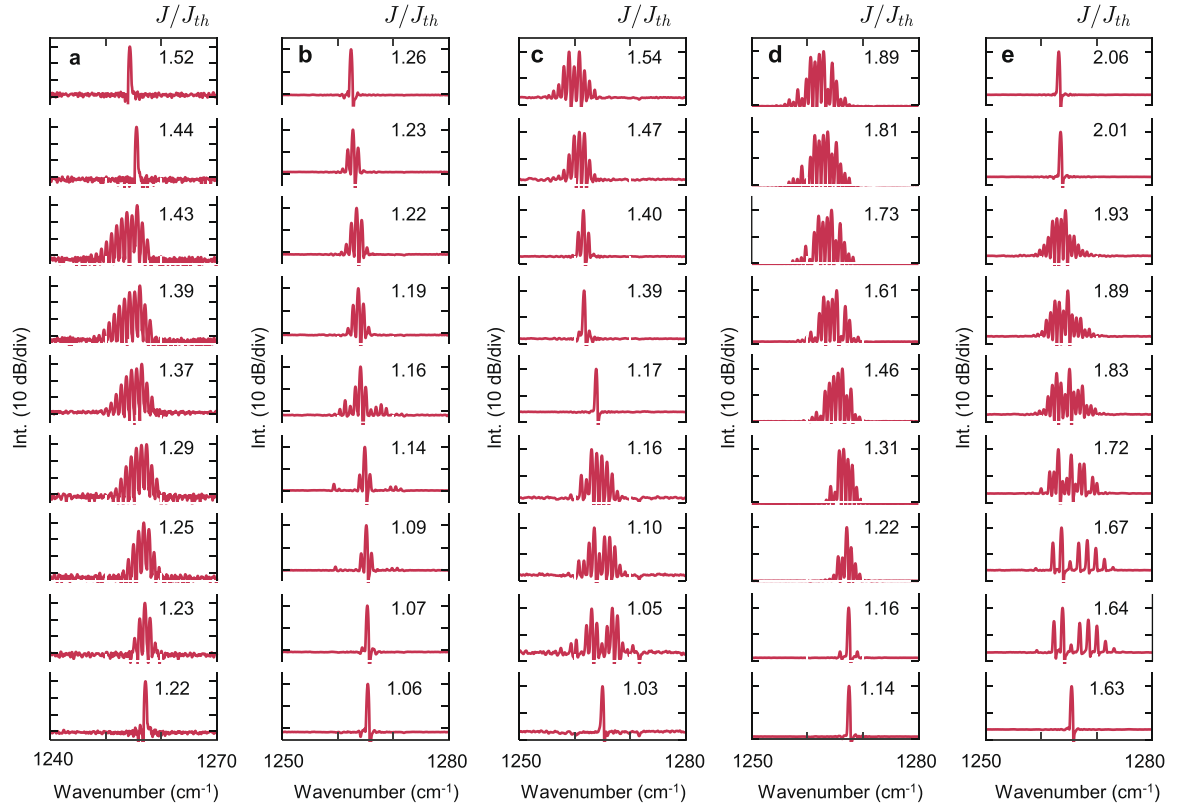 J/J_th J/J_th J/J_th J/J_th J/J_th
a 1.52 b 1.26 c 1.54 d 1.89 e 2.06
1.44 1.23 1.47 1.81 2.01
1.43 1.22 1.40 1.73 1.93
1.39 1.19 1.39 1.61 1.89
1.37 1.16 1.17 1.46 1.83
1.29 1.14 1.16 1.31 1.72
1.25 1.09 1.10 1.22 1.67
1.23 1.07 1.05 1.16 1.64
1.22 1.06 1.03 1.14 1.63
Int. (10 dB/div) Int. (10 dB/div) Int. (10 dB/div) Int. (10 dB/div) Int. (10 dB/div)
1240 1270 1250 1280 1250 1280 1250 1280 1250 1280
Wavenumber (cm⁻¹) Wavenumber (cm⁻¹) Wavenumber (cm⁻¹) Wavenumber (cm⁻¹) Wavenumber (cm⁻¹)